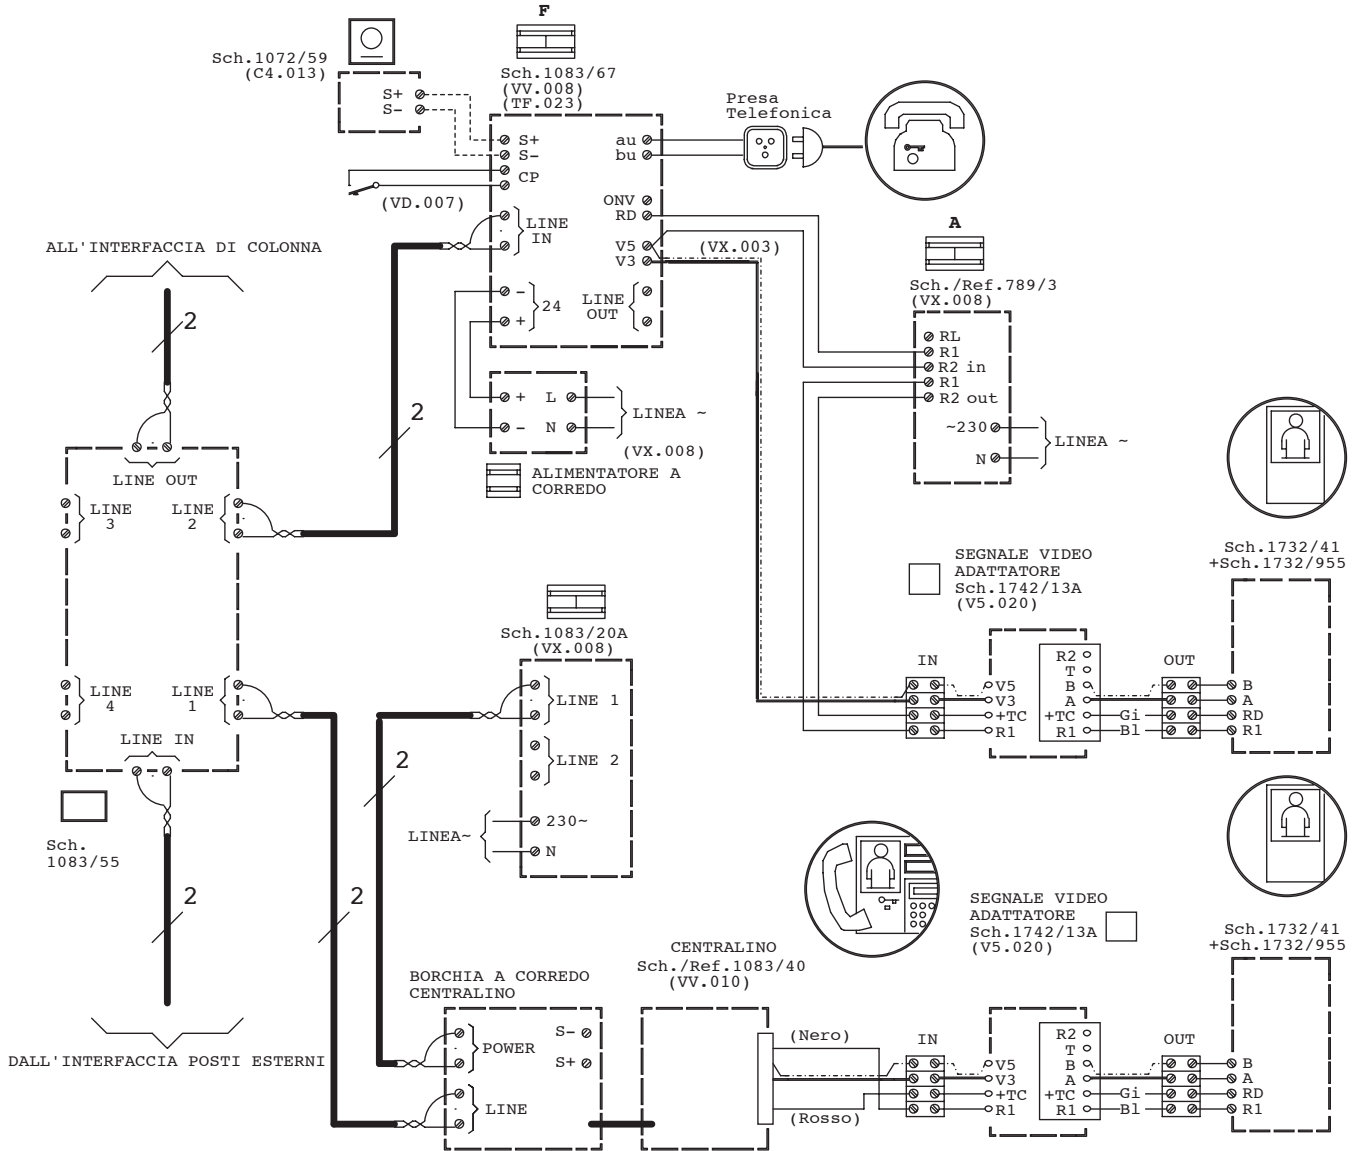 F
Sch.1072/59
(C4.013)
S+
S-
Sch.1083/67
(VV.008)
(TF.023)
S+
S-
CP
(VD.007)
LINE
IN
-
+
24
au
bu
ONV
RD
V5
V3
LINE
OUT
(VX.003)
Presa
Telefonica
A
Sch./Ref.789/3
(VX.008)
RL
R1
R2 in
R1
R2 out
~230
N
LINEA ~
+
-
L
N
LINEA ~
(VX.008)
ALIMENTATORE A
CORREDO
ALL'INTERFACCIA DI COLONNA
2
2
LINE OUT
LINE
3
LINE
2
LINE
4
LINE
1
LINE IN
Sch.
1083/55
2
DALL'INTERFACCIA POSTI ESTERNI
Sch.1083/20A
(VX.008)
LINE 1
LINE 2
230~
N
LINEA~
2
2
SEGNALE VIDEO
ADATTATORE
Sch.1742/13A
(V5.020)
IN
V5
V3
+TC
R1
R2
T
B
A
+TC
R1
Gi
Bl
OUT
Sch.1732/41
+Sch.1732/955
B
A
RD
R1
BORCHIA A CORREDO
CENTRALINO
POWER
LINE
S-
S+
CENTRALINO
Sch./Ref.1083/40
(VV.010)
(Nero)
(Rosso)
SEGNALE VIDEO
ADATTATORE
Sch.1742/13A
(V5.020)
IN
V5
V3
+TC
R1
R2
T
B
A
+TC
R1
Gi
Bl
OUT
Sch.1732/41
+Sch.1732/955
B
A
RD
R1